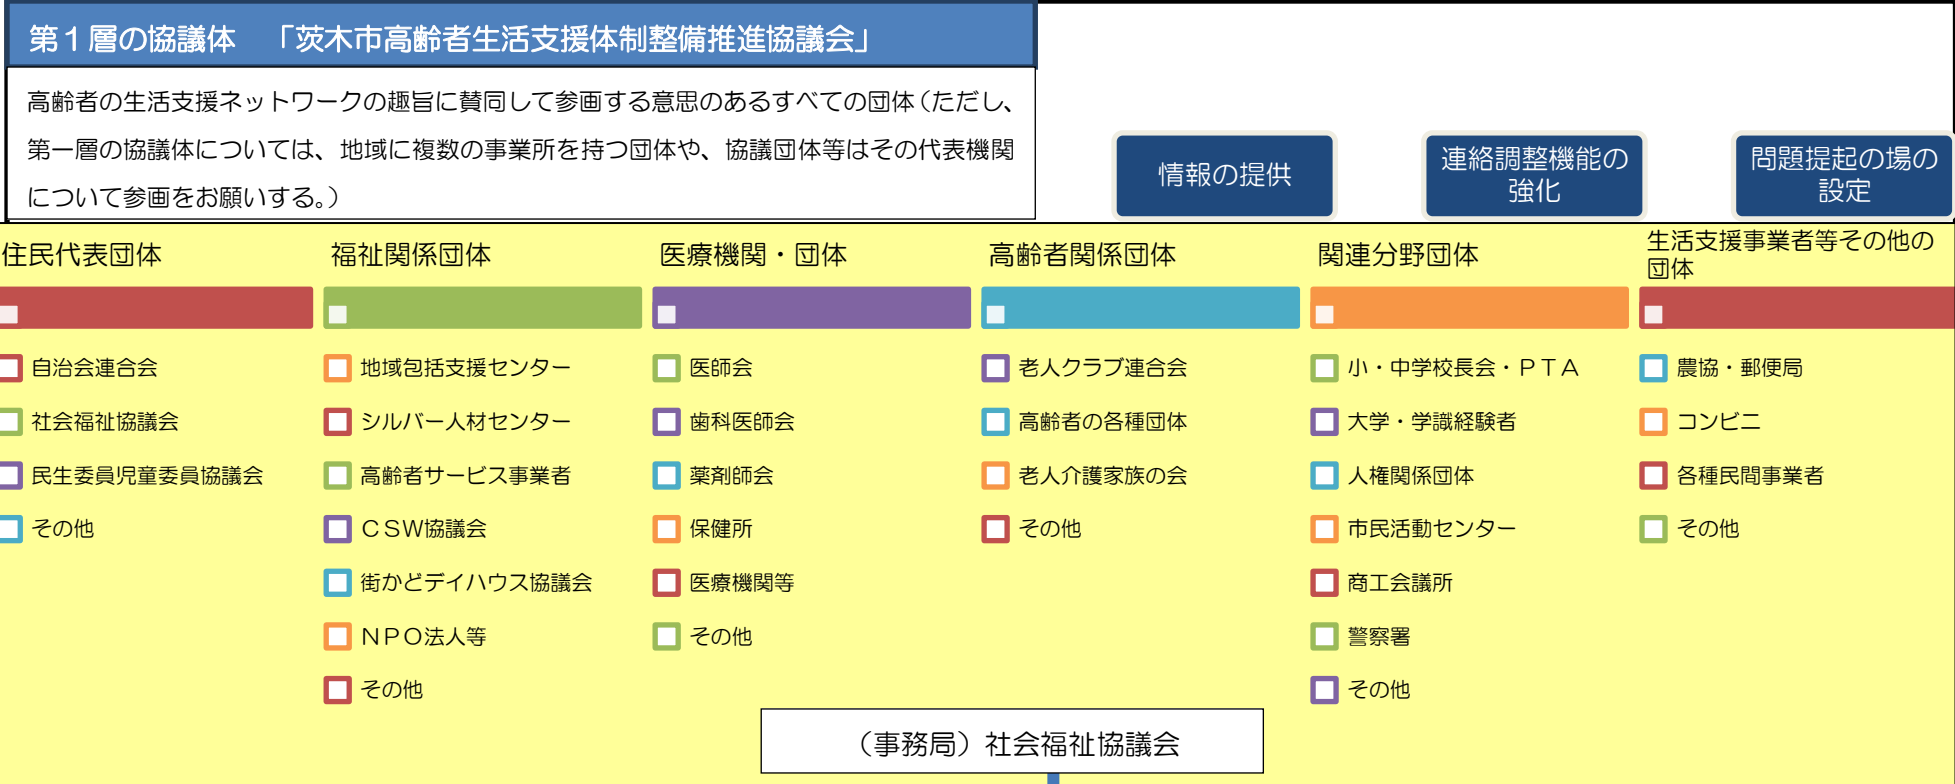 第1層の協議体　「茨木市高齢者生活支援体制整備推進協議会」
高齢者の生活支援ネットワークの趣旨に賛同して参画する意思のあるすべての団体（ただし、
第一層の協議体については、地域に複数の事業所を持つ団体や、協議団体等はその代表機関
について参画をお願いする。）
情報の提供
連絡調整機能の
強化
問題提起の場の
設定
住民代表団体
自治会連合会
社会福祉協議会
民生委員児童委員協議会
その他
福祉関係団体
地域包括支援センター
シルバー人材センター
高齢者サービス事業者
ＣＳＷ協議会
街かどデイハウス協議会
ＮＰＯ法人等
その他
医療機関・団体
医師会
歯科医師会
薬剤師会
保健所
医療機関等
その他
高齢者関係団体
老人クラブ連合会
高齢者の各種団体
老人介護家族の会
その他
関連分野団体
小・中学校長会・ＰＴＡ
大学・学識経験者
人権関係団体
市民活動センター
商工会議所
警察署
その他
生活支援事業者等その他の
団体
農協・郵便局
コンビニ
各種民間事業者
その他
（事務局）社会福祉協議会